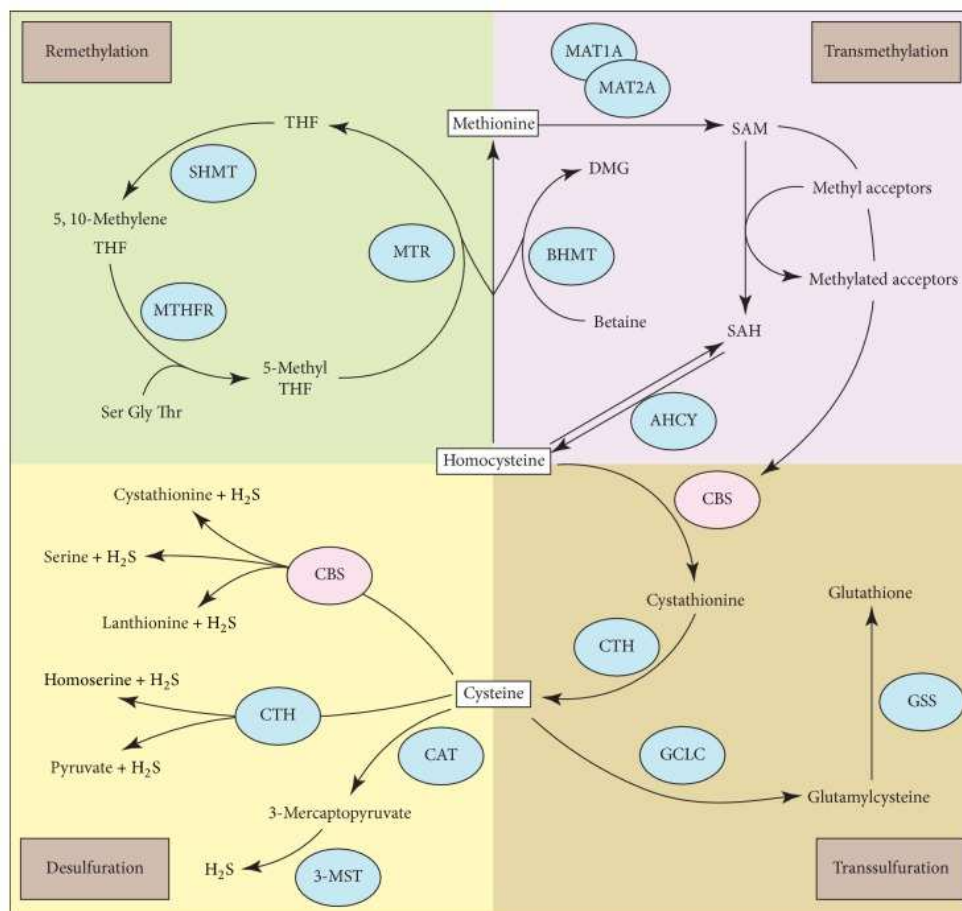 Remethylation
Transmethylation
MAT1A
MAT2A
THF
Methionine
SAM
SHMT
DMG
Methyl acceptors
5, 10-Methylene
THF
MTR
BHMT
MTHFR
Methylated acceptors
Betaine
SAH
5-Methyl
THF
Ser Gly Thr
AHCY
Homocysteine
CBS
Cystathionine + H₂S
Serine + H₂S
CBS
Lanthionine + H₂S
Cystathionine
Glutathione
CTH
Homoserine + H₂S
CTH
Cysteine
GSS
Pyruvate + H₂S
CAT
GCLC
3-Mercaptopyruvate
Glutamylcysteine
H₂S
3-MST
Desulfuration
Transsulfuration